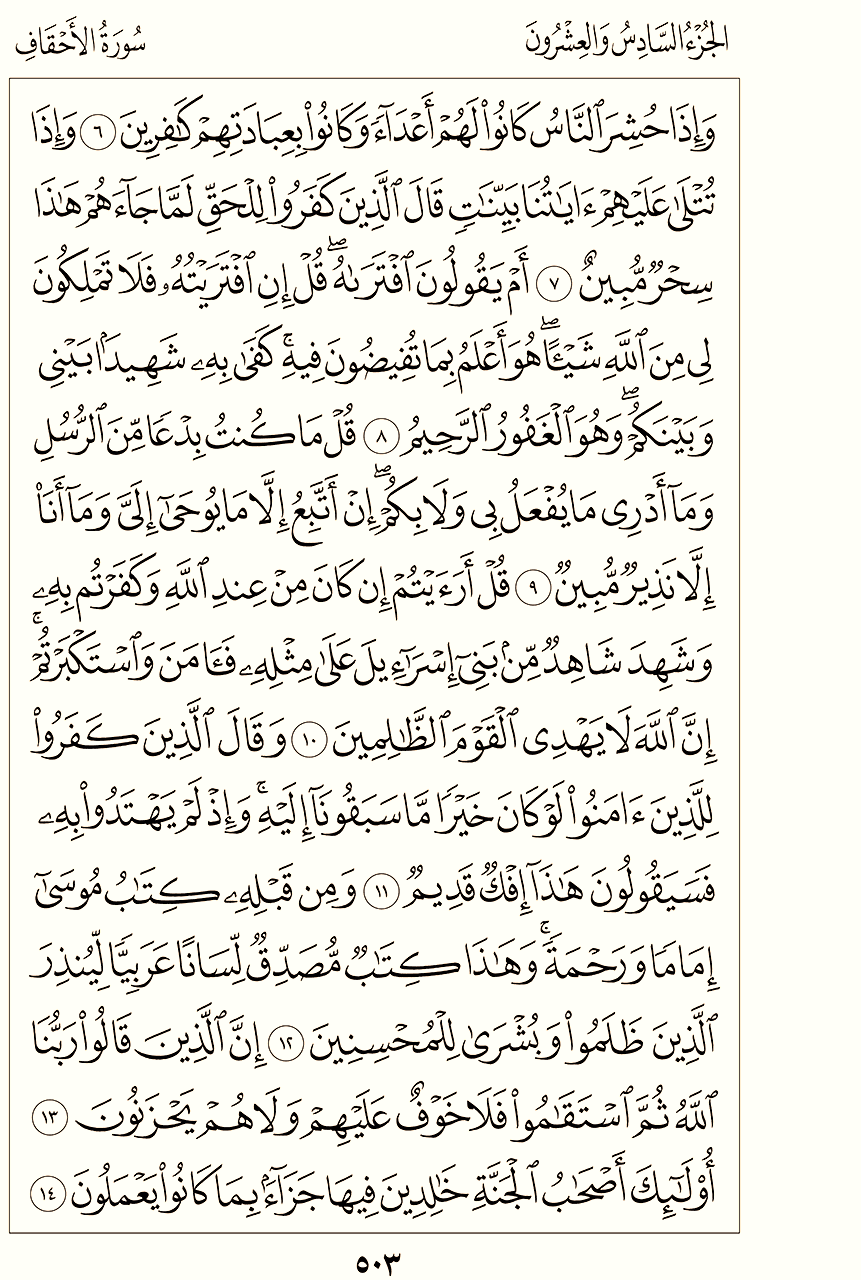 الجُزْءُ السَّادِسُ وَالعِشْرُونَ
سُورَةُ الأَحْقَافِ
وَإِذَا حُشِرَ ٱلنَّاسُ كَانُوا۟ لَهُمْ أَعْدَآءً وَكَانُوا۟ بِعِبَادَتِهِمْ كَٰفِرِينَ ٦ وَإِذَا
تُتْلَىٰ عَلَيْهِمْ ءَايَٰتُنَا بَيِّنَٰتٍ قَالَ ٱلَّذِينَ كَفَرُوا۟ لِلْحَقِّ لَمَّا جَآءَهُمْ هَٰذَا
سِحْرٌ مُّبِينٌ ٧ أَمْ يَقُولُونَ ٱفْتَرَىٰهُ ۖ قُلْ إِنِ ٱفْتَرَيْتُهُۥ فَلَا تَمْلِكُونَ
لِى مِنَ ٱللَّهِ شَيْـًٔا ۖ هُوَ أَعْلَمُ بِمَا تُفِيضُونَ فِيهِ ۚ كَفَىٰ بِهِۦ شَهِيدًۢا بَيْنِى
وَبَيْنَكُمْ ۖ وَهُوَ ٱلْغَفُورُ ٱلرَّحِيمُ ٨ قُلْ مَا كُنتُ بِدْعًا مِّنَ ٱلرُّسُلِ
وَمَآ أَدْرِى مَا يُفْعَلُ بِى وَلَا بِكُمْ ۖ إِنْ أَتَّبِعُ إِلَّا مَا يُوحَىٰٓ إِلَىَّ وَمَآ أَنَا۠
إِلَّا نَذِيرٌ مُّبِينٌ ٩ قُلْ أَرَءَيْتُمْ إِن كَانَ مِنْ عِندِ ٱللَّهِ وَكَفَرْتُم بِهِۦ
وَشَهِدَ شَاهِدٌ مِّنۢ بَنِىٓ إِسْرَٰٓءِيلَ عَلَىٰ مِثْلِهِۦ فَـَٔامَنَ وَٱسْتَكْبَرْتُمْ ۚ
إِنَّ ٱللَّهَ لَا يَهْدِى ٱلْقَوْمَ ٱلظَّٰلِمِينَ ١٠ وَقَالَ ٱلَّذِينَ كَفَرُوا۟
لِلَّذِينَ ءَامَنُوا۟ لَوْ كَانَ خَيْرًا مَّا سَبَقُونَآ إِلَيْهِ ۚ وَإِذْ لَمْ يَهْتَدُوا۟ بِهِۦ
فَسَيَقُولُونَ هَٰذَآ إِفْكٌ قَدِيمٌ ١١ وَمِن قَبْلِهِۦ كِتَٰبُ مُوسَىٰٓ
إِمَامًا وَرَحْمَةً ۚ وَهَٰذَا كِتَٰبٌ مُّصَدِّقٌ لِّسَانًا عَرَبِيًّا لِّيُنذِرَ
ٱلَّذِينَ ظَلَمُوا۟ وَبُشْرَىٰ لِلْمُحْسِنِينَ ١٢ إِنَّ ٱلَّذِينَ قَالُوا۟ رَبُّنَا
ٱللَّهُ ثُمَّ ٱسْتَقَٰمُوا۟ فَلَا خَوْفٌ عَلَيْهِمْ وَلَا هُمْ يَحْزَنُونَ ١٣
أُو۟لَٰٓئِكَ أَصْحَٰبُ ٱلْجَنَّةِ خَٰلِدِينَ فِيهَا جَزَآءًۢ بِمَا كَانُوا۟ يَعْمَلُونَ ١٤
٥٠٣